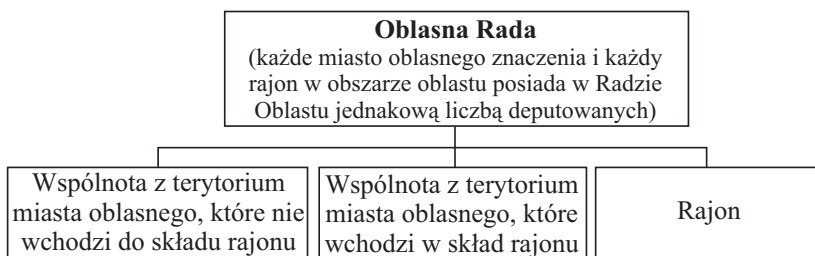 Oblasna Rada
(każde miasto oblasnego znaczenia i każdy
rajon w obszarze oblastu posiada w Radzie
Oblastu jednakową liczbą deputowanych)
Wspólnota z terytorium
miasta oblasnego, które nie
wchodzi do składu rajonu
Wspólnota z terytorium
miasta oblasnego, które
wchodzi w skład rajonu
Rajon